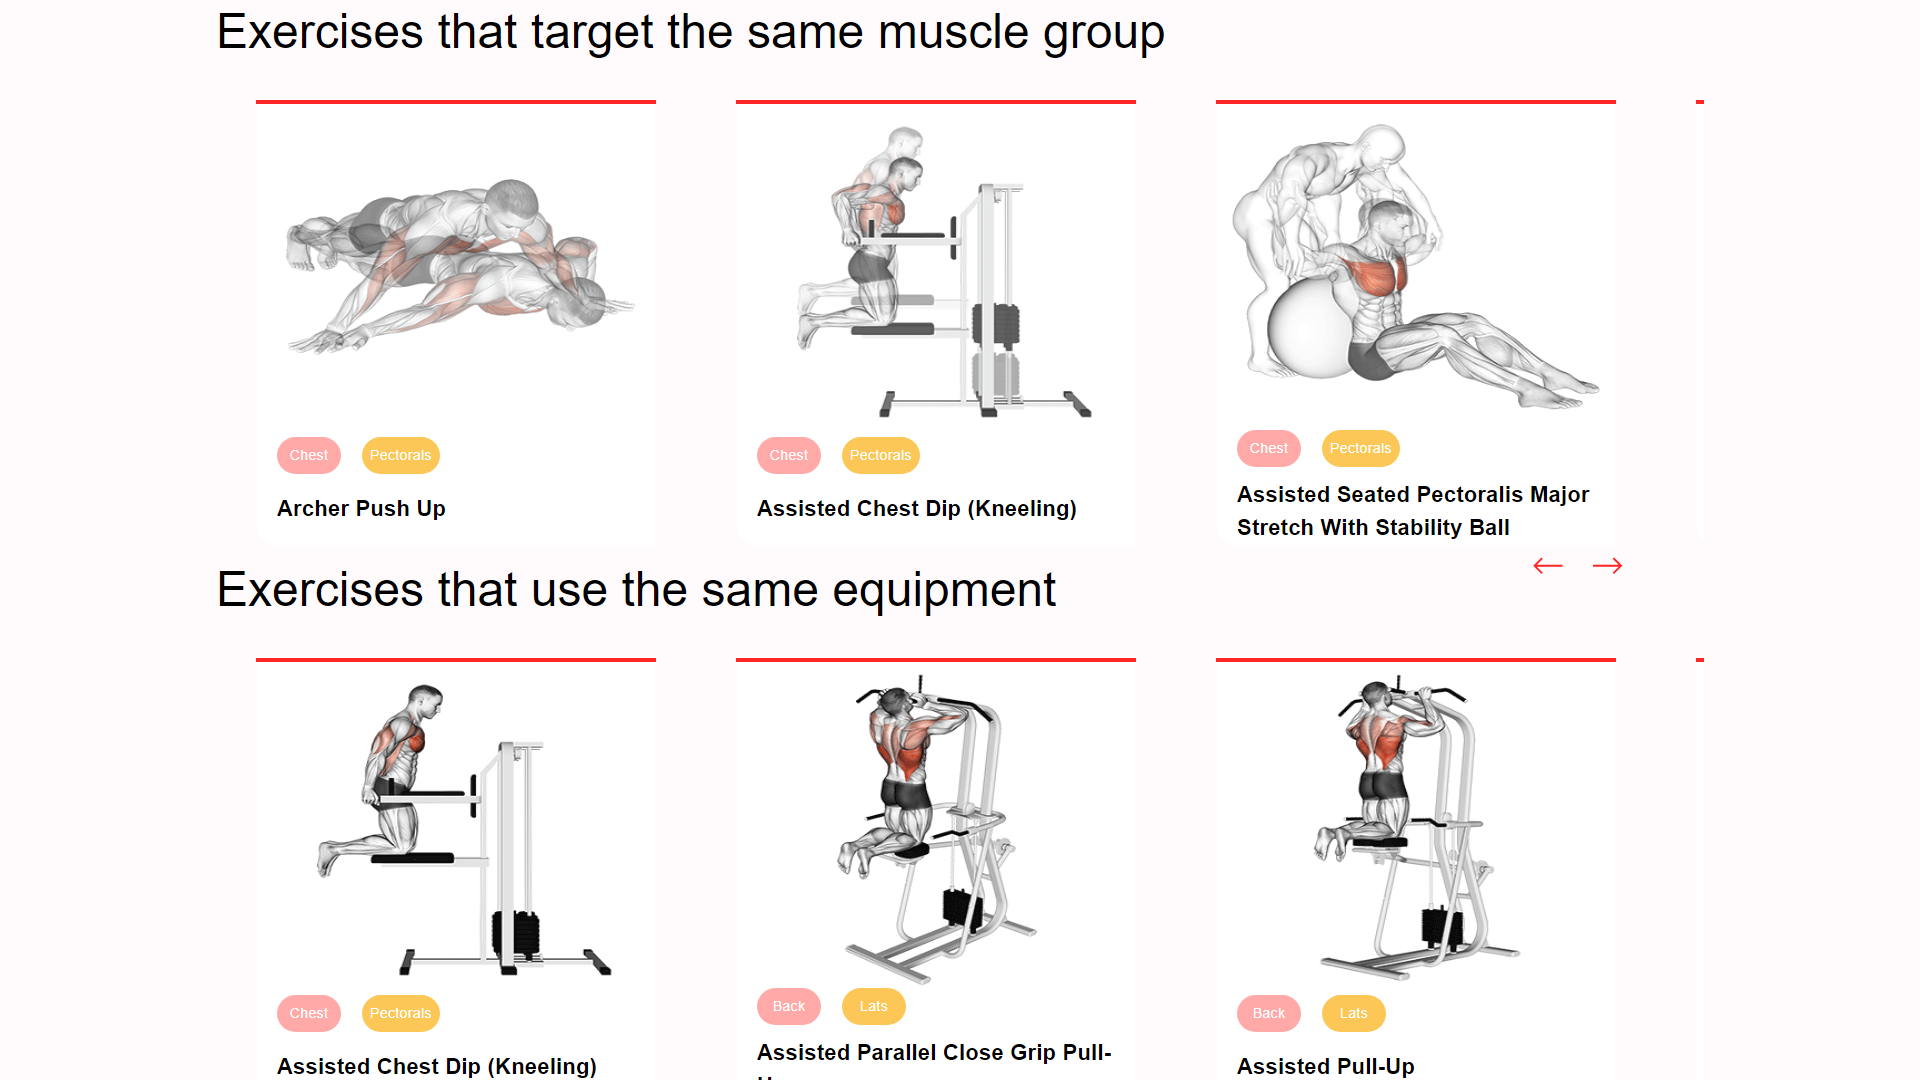 Exercises that target the same muscle group
Chest Pectorals
Archer Push Up
Chest Pectorals
Assisted Chest Dip (Kneeling)
Chest Pectorals
Assisted Seated Pectoralis Major
Stretch With Stability Ball
Exercises that use the same equipment
Chest Pectorals
Assisted Chest Dip (Kneeling)
Back Lats
Assisted Parallel Close Grip Pull-
Back Lats
Assisted Pull-Up